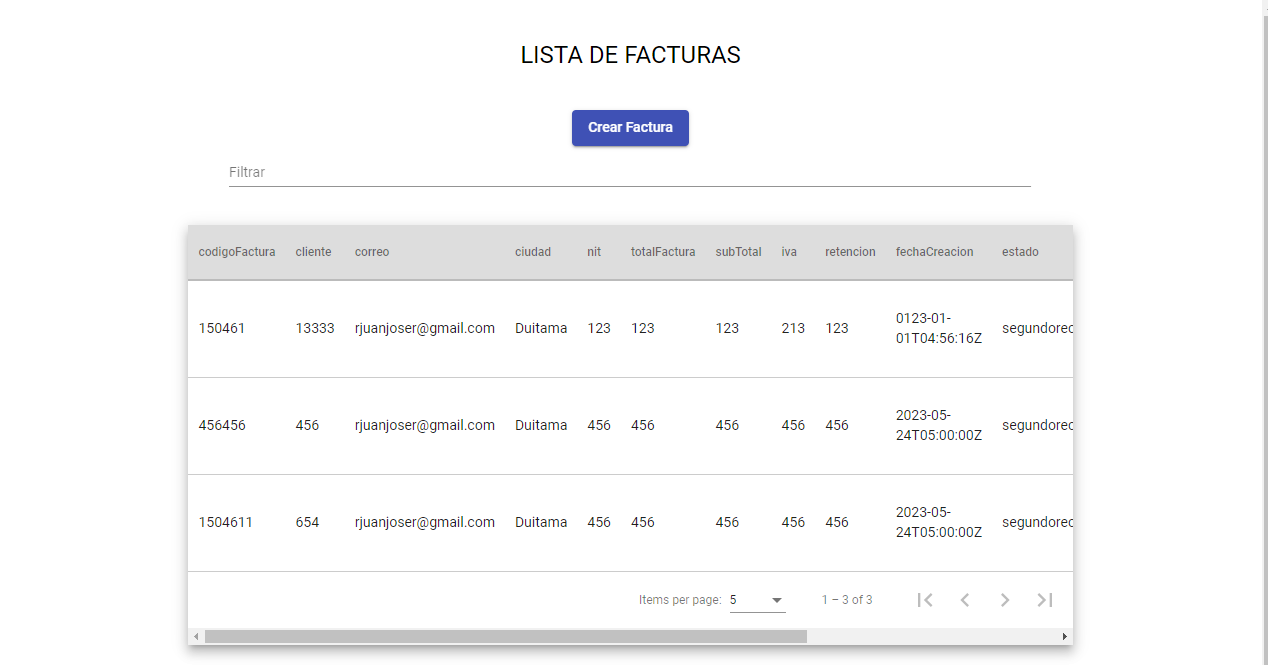 LISTA DE FACTURAS
Crear Factura
Filtrar
codigoFactura cliente correo ciudad nit totalFactura subTotal iva retencion fechaCreacion estado
150461 13333 rjuanjoser@gmail.com Duitama 123 123 123 213 123 0123-01-01T04:56:16Z segundorec
456456 456 rjuanjoser@gmail.com Duitama 456 456 456 456 456 2023-05-24T05:00:00Z segundorec
1504611 654 rjuanjoser@gmail.com Duitama 456 456 456 456 456 2023-05-24T05:00:00Z segundorec
Items per page: 5 1 – 3 of 3